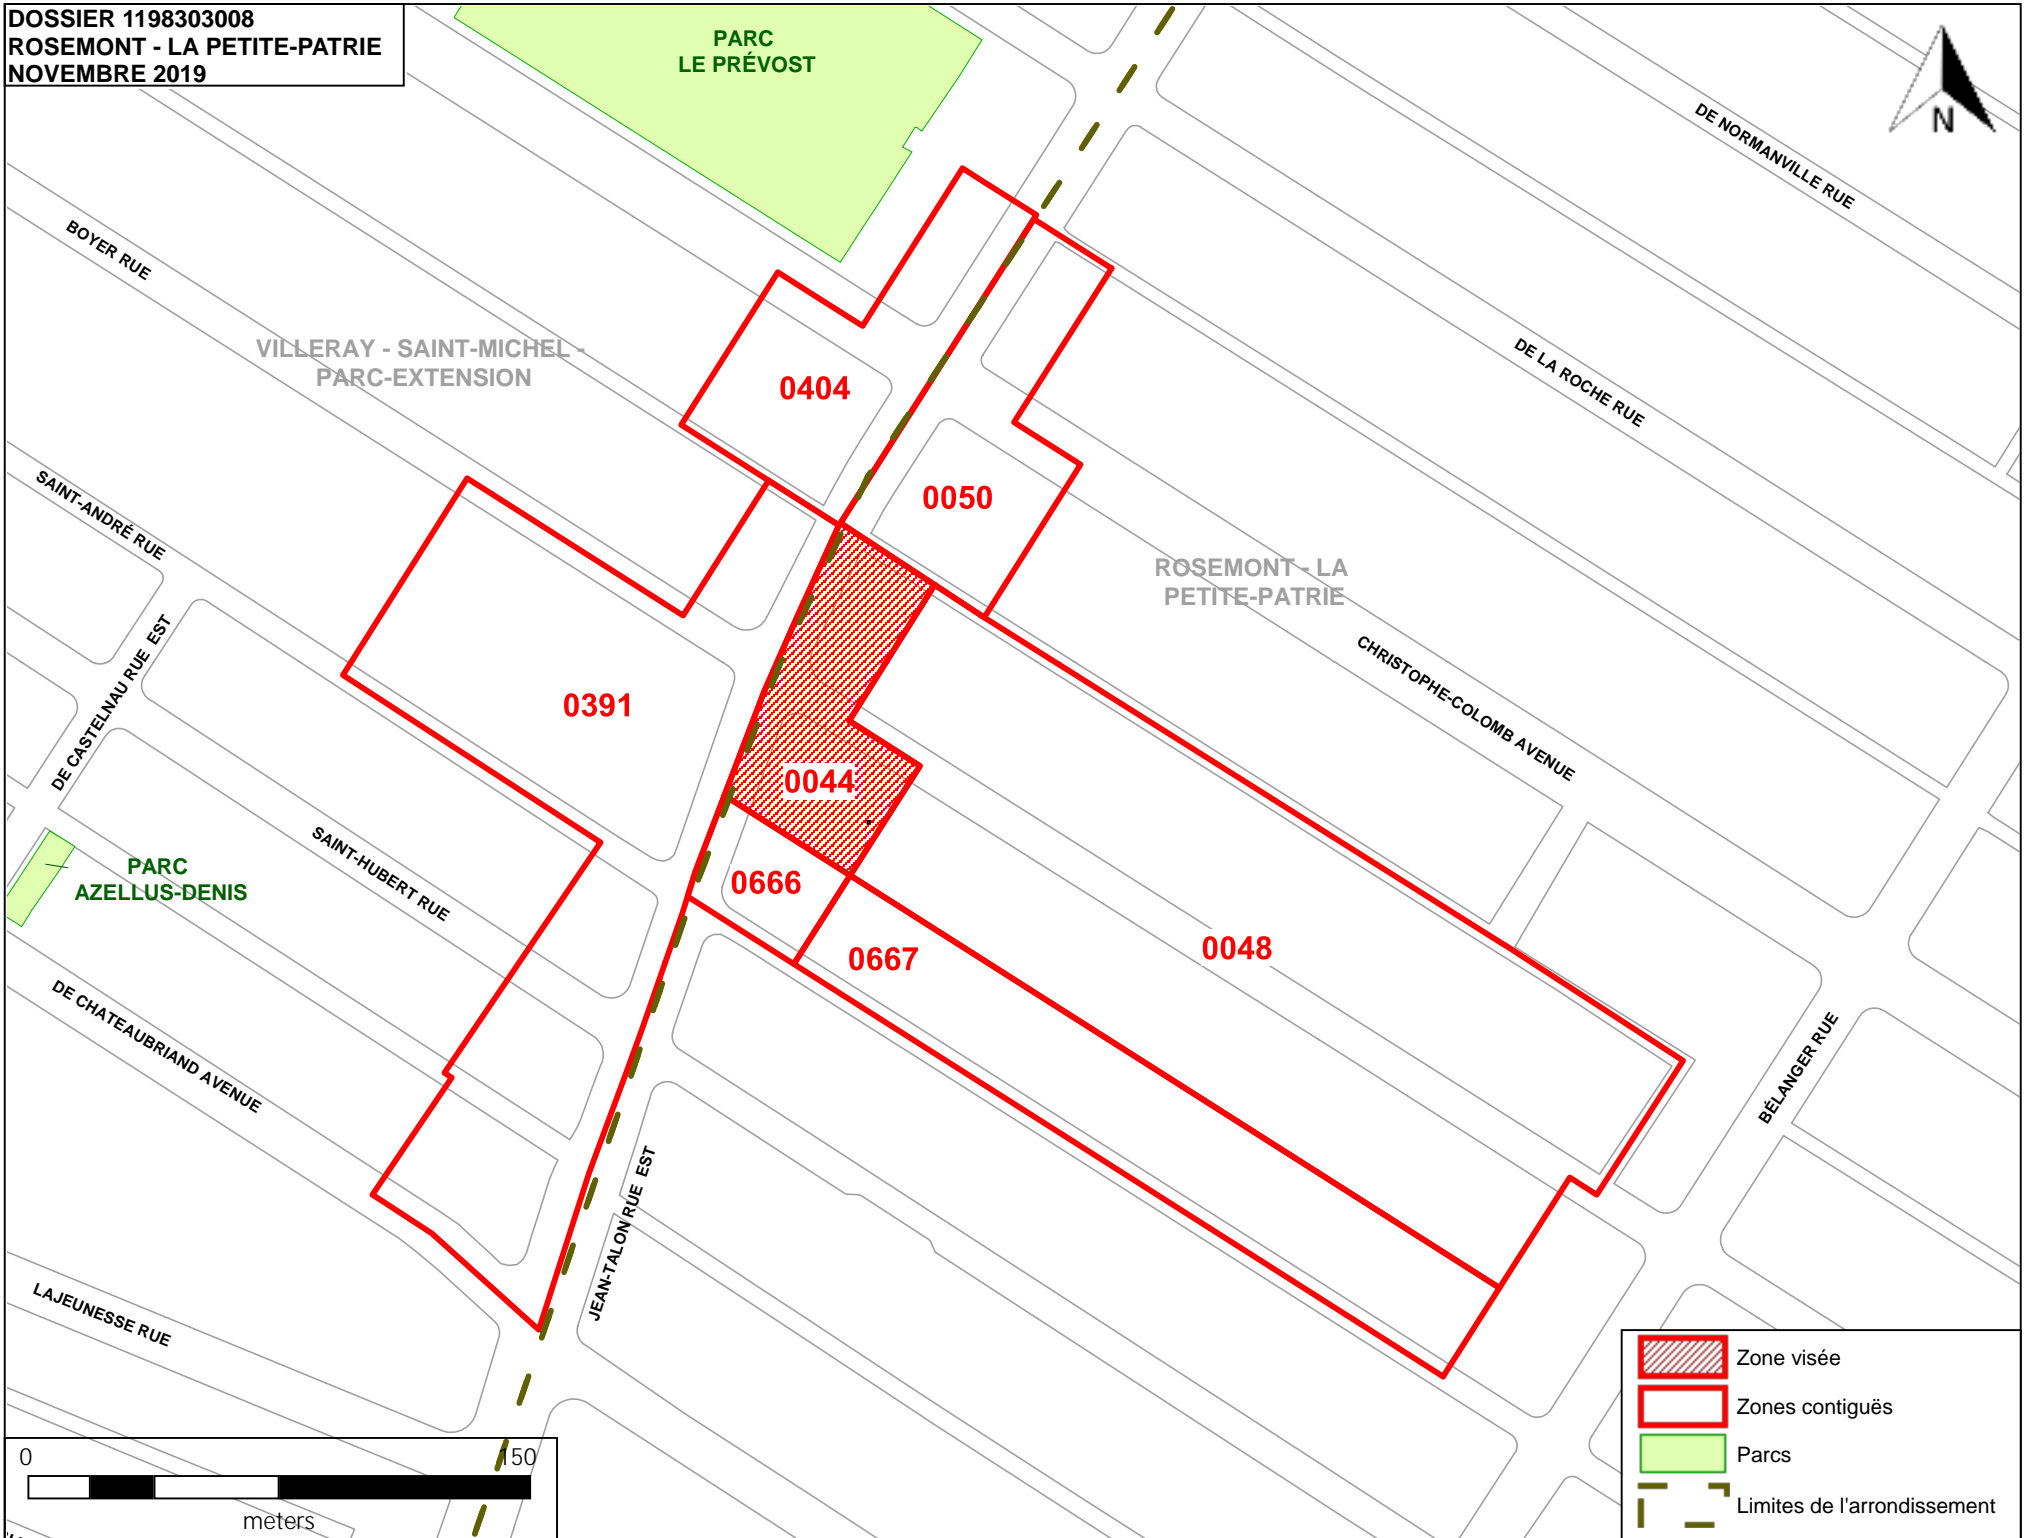 DOSSIER 1198303008
ROSEMONT - LA PETITE-PATRIE
NOVEMBRE 2019
PARC
LE PRÉVOST
N
DE NORMANVILLE RUE
BOYER RUE
VILLERAY - SAINT-MICHEL -
PARC-EXTENSION
0404
DE LA ROCHE RUE
SAINT-ANDRÉ RUE
0050
ROSEMONT - LA
PETITE-PATRIE
DE CASTELNAU RUE EST
0391
CHRISTOPHE-COLOMB AVENUE
0044
PARC
AZELLUS-DENIS
SAINT-HUBERT RUE
0666
0667
0048
DE CHATEAUBRIAND AVENUE
BÉLANGER RUE
JEAN-TALON RUE EST
LAJEUNESSE RUE
Zone visée
Zones contiguës
Parcs
Limites de l'arrondissement
0 150
meters